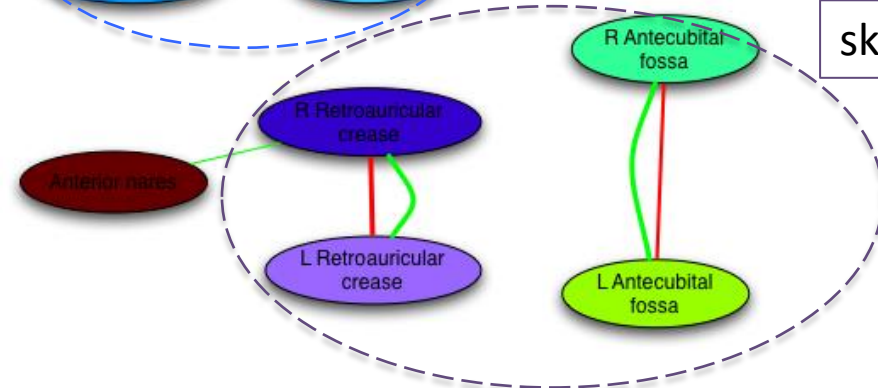 R Antecubital
fossa
sk
R Retroauricular
crease
Anterior nares
L Retroauricular
crease
L Antecubital
fossa